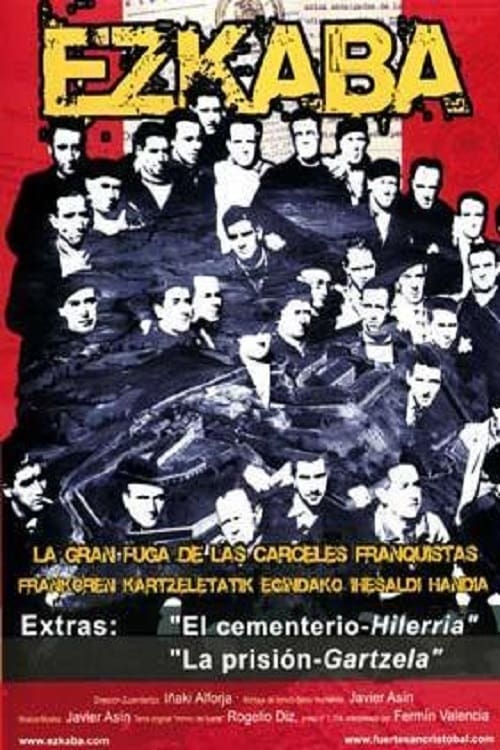 EZKABA
LA GRAN FUGA DE LAS CARCELES FRANQUISTAS
FRANKOREN KARTZELETATIK EGINDAKO IHESALDI HANDIA
Extras: "El cementerio-Hilerria"
"La prisión-Gartzela"
Iñaki Alforja Javier Asín
Javier Asín Rogelio Diz, Fermín Valencia
www.ezkaba.com www.fuertesancristobal.com